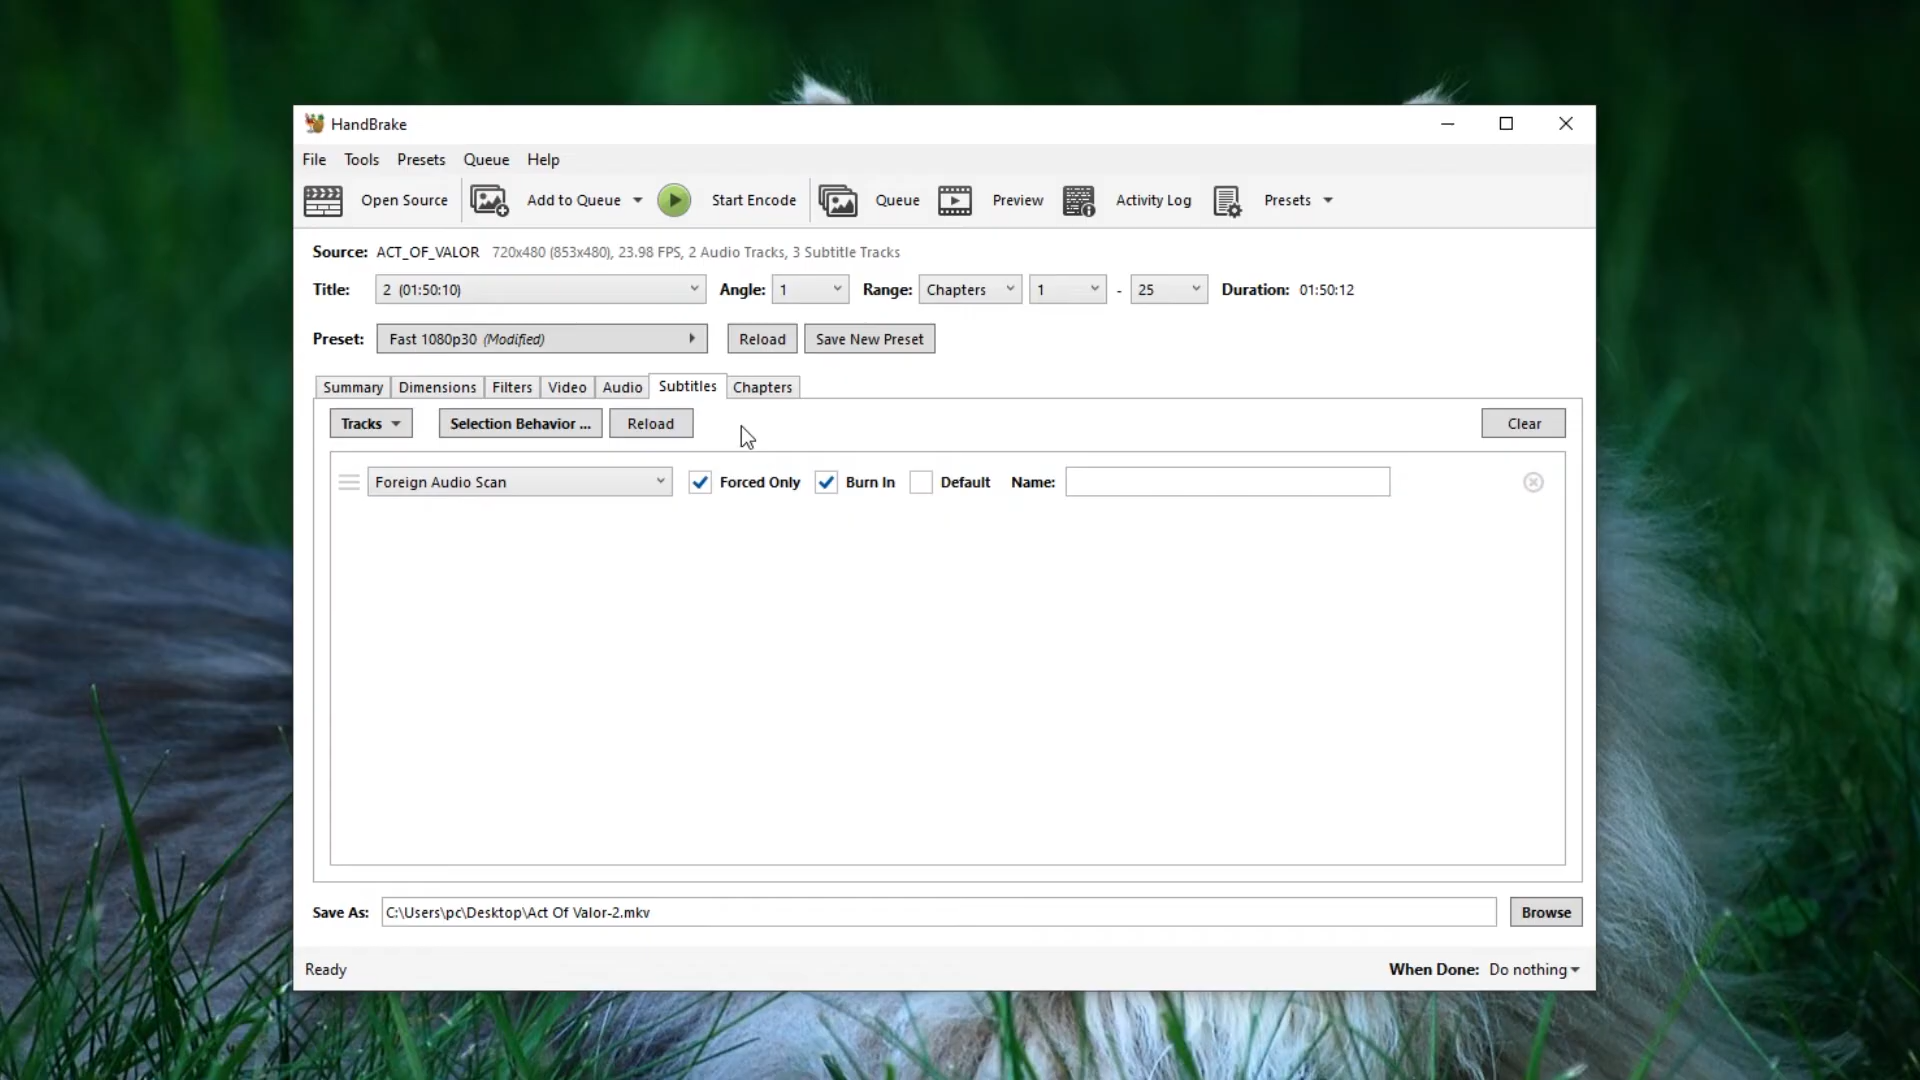 HandBrake
File Tools Presets Queue Help
Open Source Add to Queue Start Encode Queue Preview Activity Log Presets
Source: ACT_OF_VALOR 720x480 (853x480), 23.98 FPS, 2 Audio Tracks, 3 Subtitle Tracks
Title: 2 (01:50:10) Angle: 1 Range: Chapters 1 - 25 Duration: 01:50:12
Preset: Fast 1080p30 (Modified) Reload Save New Preset
Summary Dimensions Filters Video Audio Subtitles Chapters
Tracks Selection Behavior ... Reload Clear
Foreign Audio Scan Forced Only Burn In Default Name:
Save As: C:\Users\pc\Desktop\Act Of Valor-2.mkv Browse
Ready When Done: Do nothing